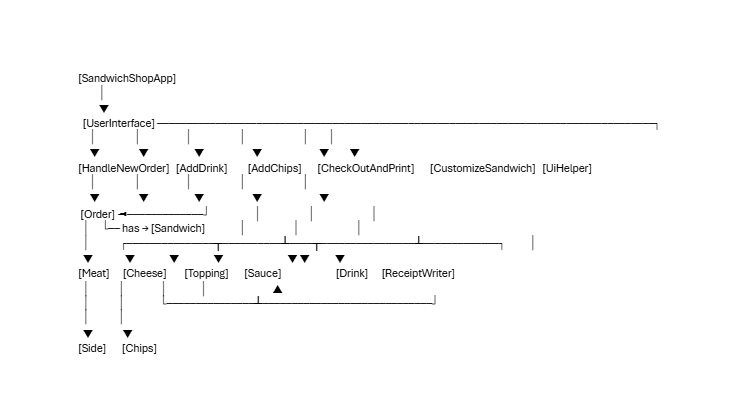 [SandwichShopApp]
[UserInterface]
[HandleNewOrder] [AddDrink] [AddChips] [CheckOutAndPrint] [CustomizeSandwich] [UiHelper]
[Order]
has → [Sandwich]
[Meat] [Cheese] [Topping] [Sauce] [Drink] [ReceiptWriter]
[Side] [Chips]